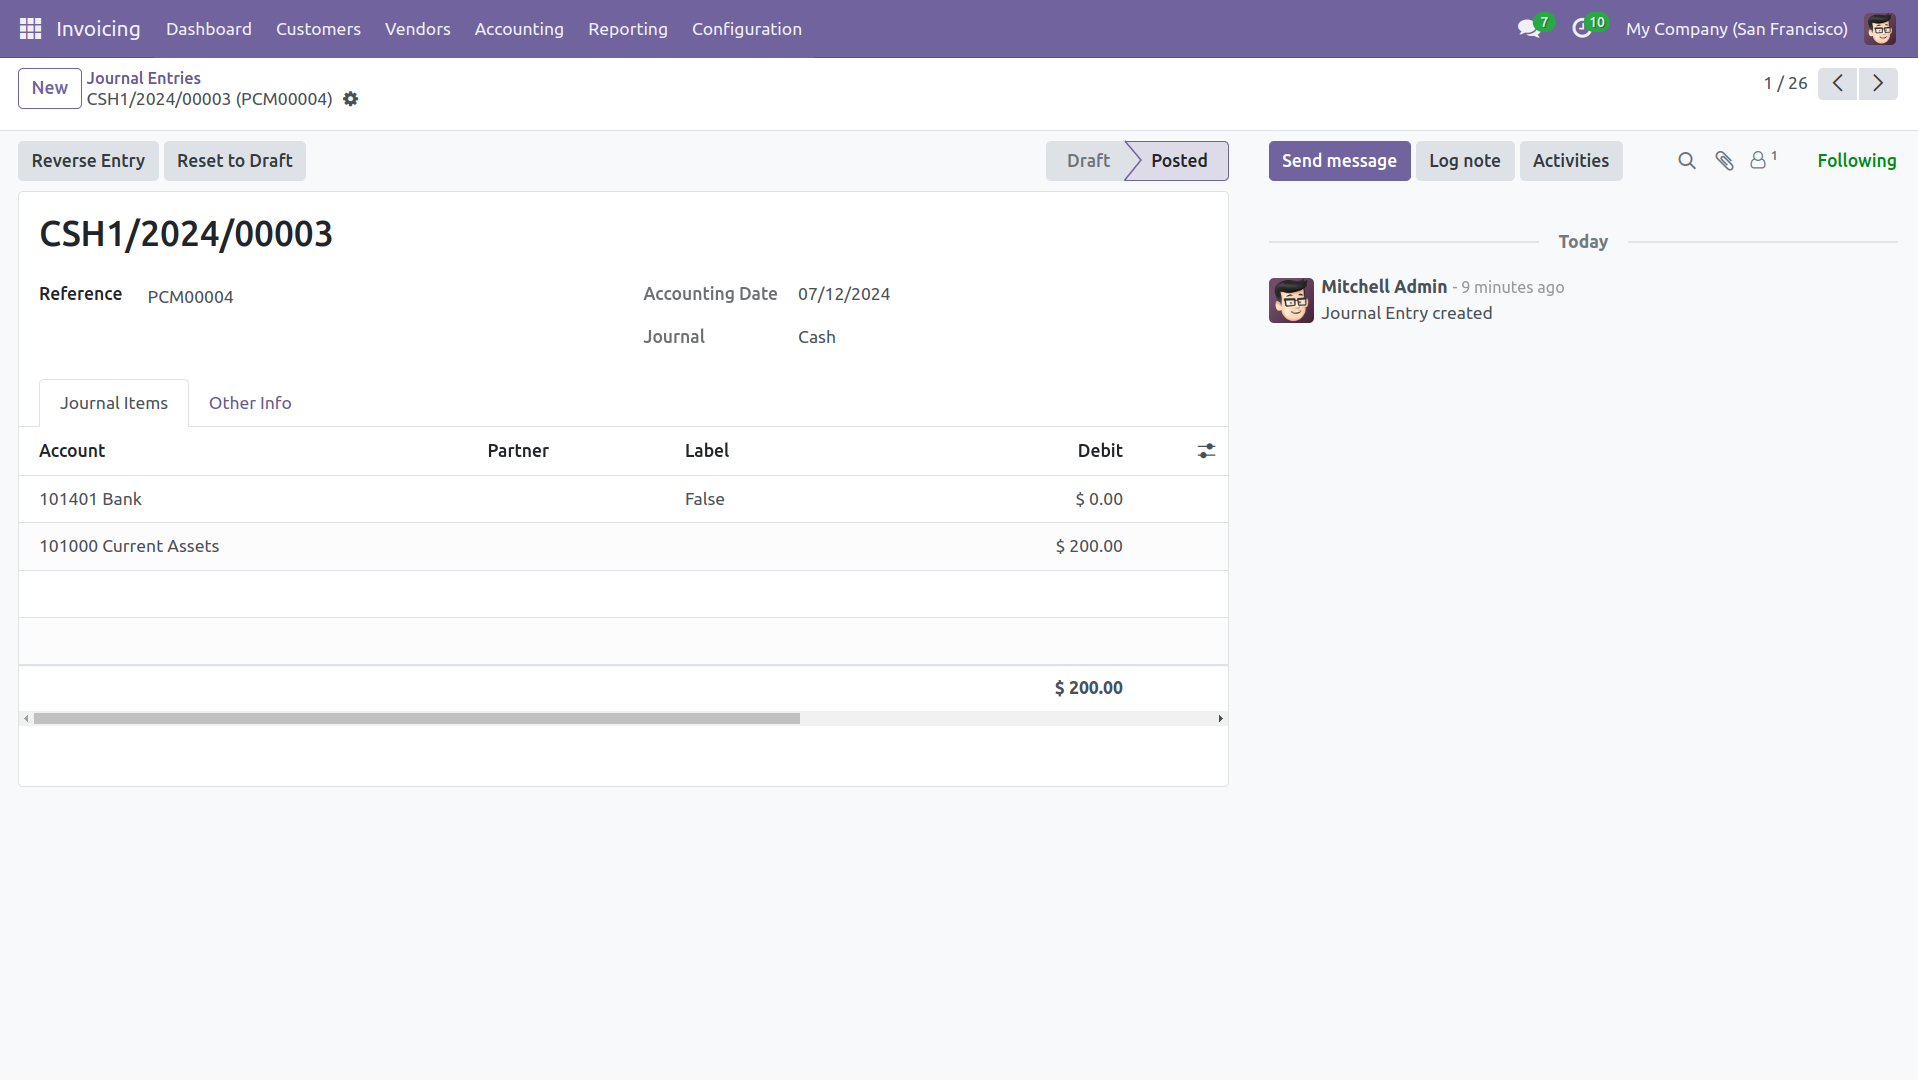 Invoicing Dashboard Customers Vendors Accounting Reporting Configuration 7 10 My Company (San Francisco)
New Journal Entries
CSH1/2024/00003 (PCM00004)
1 / 26
Reverse Entry Reset to Draft Draft Posted Send message Log note Activities 1 Following
CSH1/2024/00003
Reference PCM00004
Accounting Date 07/12/2024
Journal Cash
Journal Items Other Info
Account Partner Label Debit
101401 Bank False $ 0.00
101000 Current Assets $ 200.00
$ 200.00
Today
Mitchell Admin - 9 minutes ago
Journal Entry created